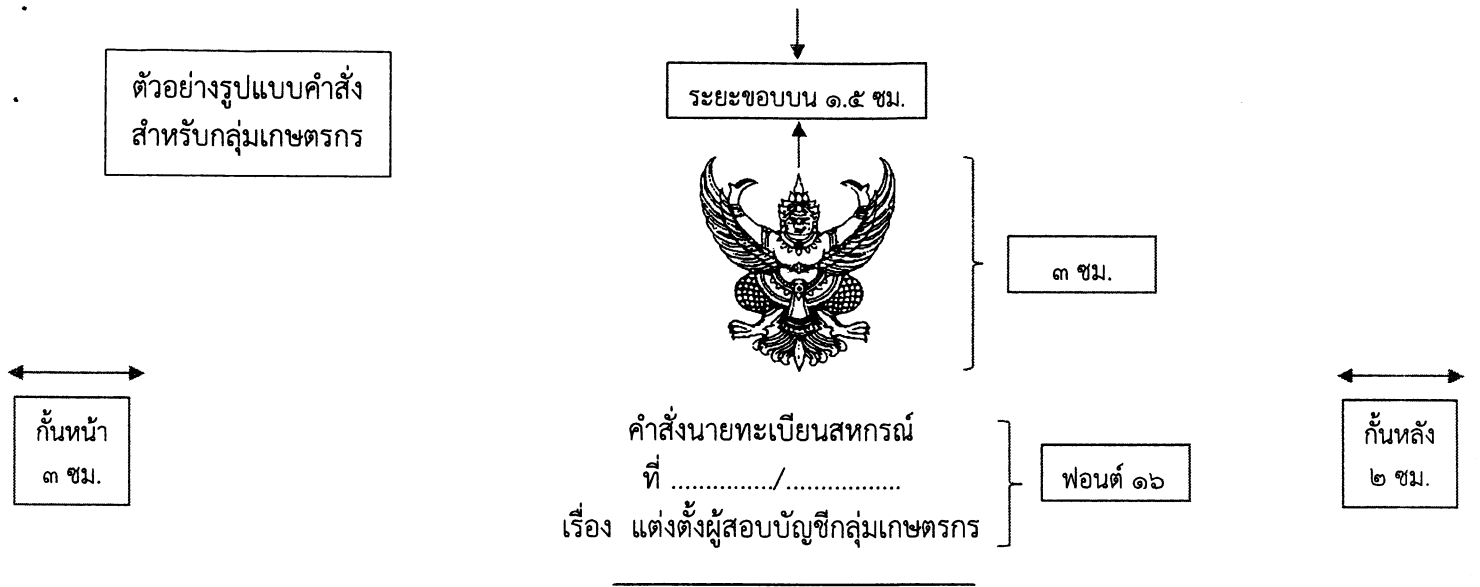 ตัวอย่างรูปแบบคำสั่ง
สำหรับกลุ่มเกษตรกร
ระยะขอบบน ๑.๕ ซม.
๓ ซม.
กั้นหน้า
๓ ซม.
กั้นหลัง
๒ ซม.
คำสั่งนายทะเบียนสหกรณ์
ที่ ............../................
เรื่อง แต่งตั้งผู้สอบบัญชีกลุ่มเกษตรกร
ฟอนต์ ๑๖